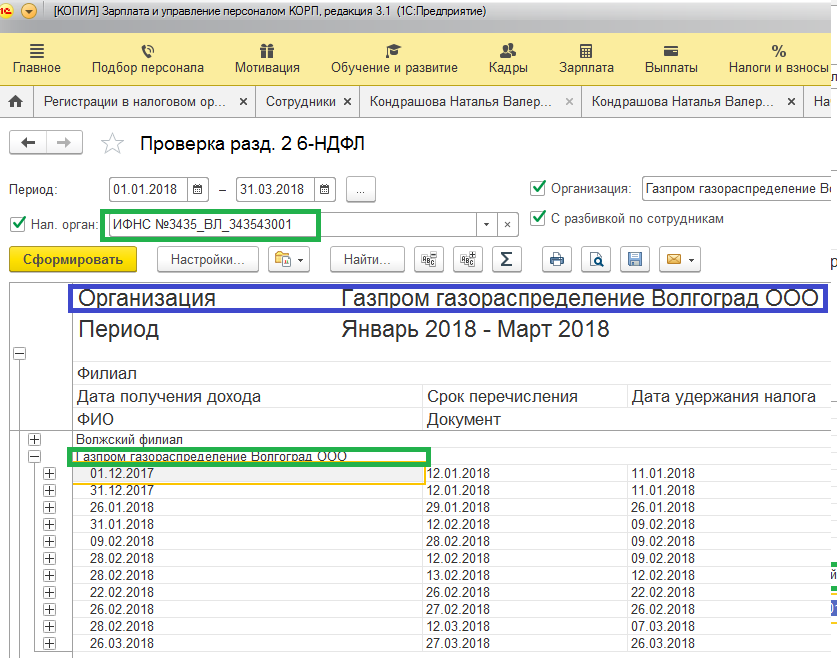 [КОПИЯ] Зарплата и управление персоналом КОРП, редакция 3.1 (1С:Предприятие)
Главное Подбор персонала Мотивация Обучение и развитие Кадры Зарплата Выплаты Налоги и взносы
Регистрации в налоговом ор... × Сотрудники × Кондрашова Наталья Валер... × Кондрашова Наталья Валер... × На
Проверка разд. 2 6-НДФЛ
Период: 01.01.2018 – 31.03.2018 ... Организация: Газпром газораспределение В
Нал. орган: ИФНС №3435_ВЛ_343543001 С разбивкой по сотрудникам
Сформировать Настройки... Найти... Σ
Организация Газпром газораспределение Волгоград ООО
Период Январь 2018 - Март 2018
Филиал
Дата получения дохода Срок перечисления Дата удержания налога
ФИО Документ
Волжский филиал
Газпром газораспределение Волгоград ООО
01.12.2017 12.01.2018 11.01.2018
31.12.2017 12.01.2018 11.01.2018
26.01.2018 29.01.2018 26.01.2018
31.01.2018 12.02.2018 09.02.2018
09.02.2018 28.02.2018 09.02.2018
28.02.2018 12.02.2018 09.02.2018
28.02.2018 13.02.2018 12.02.2018
22.02.2018 26.02.2018 22.02.2018
26.02.2018 27.02.2018 26.02.2018
28.02.2018 12.03.2018 07.03.2018
26.03.2018 27.03.2018 26.03.2018